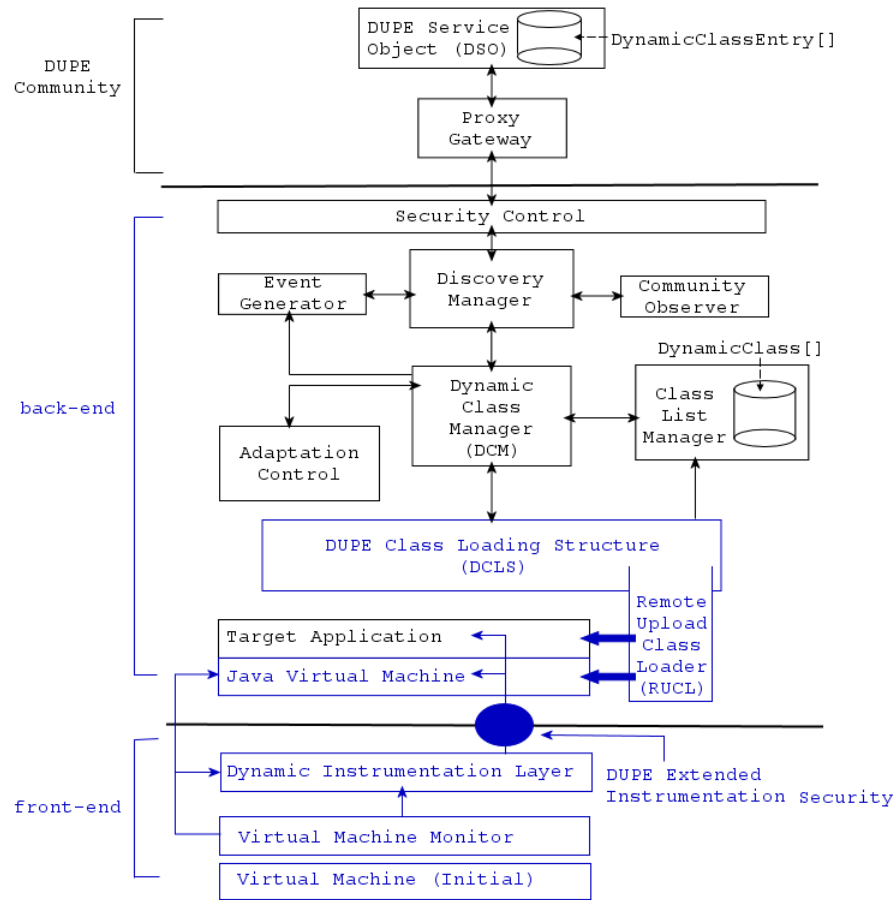 DUPE Service
Object (DSO)
DynamicClassEntry[]
DUPE
Community
Proxy
Gateway
Security Control
Event
Generator
Discovery
Manager
Community
Observer
DynamicClass[]
Dynamic
Class
Manager
(DCM)
Class
List
Manager
back-end
Adaptation
Control
DUPE Class Loading Structure
(DCLS)
Remote
Upload
Class
Loader
(RUCL)
Target Application
Java Virtual Machine
Dynamic Instrumentation Layer
DUPE Extended
Instrumentation Security
front-end
Virtual Machine Monitor
Virtual Machine (Initial)